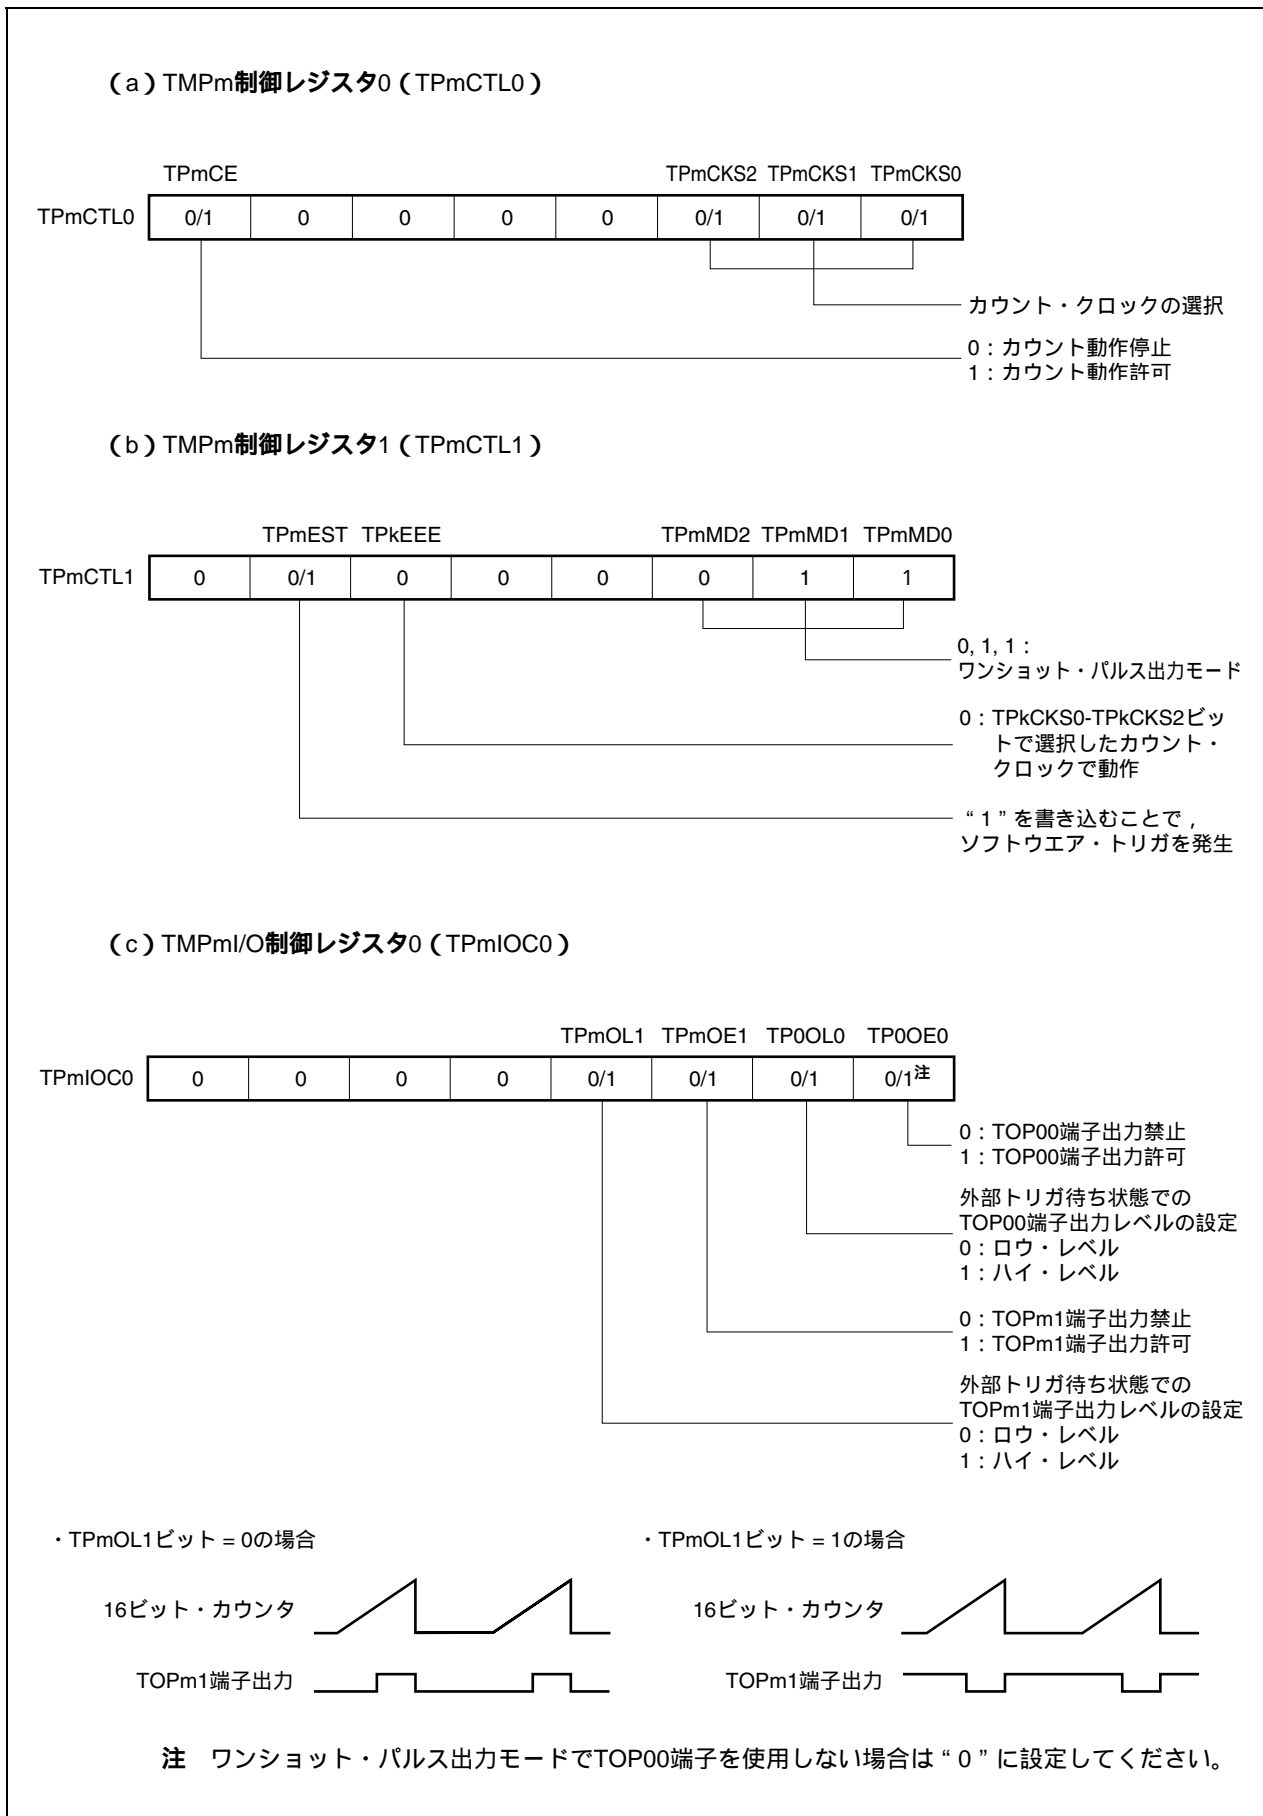 （a）TMPm制御レジスタ0（TPmCTL0）
TPmCE TPmCKS2 TPmCKS1 TPmCKS0
TPmCTL0 0/1 0 0 0 0 0/1 0/1 0/1
カウント・クロックの選択
0：カウント動作停止
1：カウント動作許可
（b）TMPm制御レジスタ1（TPmCTL1）
TPmEST TPkEEE TPmMD2 TPmMD1 TPmMD0
TPmCTL1 0 0/1 0 0 0 0 1 1
0, 1, 1：
ワンショット・パルス出力モード
0：TPkCKS0-TPkCKS2ビッ
トで選択したカウント・
クロックで動作
“1”を書き込むことで，
ソフトウエア・トリガを発生
（c）TMPmI/O制御レジスタ0（TPmIOC0）
TPmOL1 TPmOE1 TP0OL0 TP0OE0
TPmIOC0 0 0 0 0 0/1 0/1 0/1 0/1注
0：TOP00端子出力禁止
1：TOP00端子出力許可
外部トリガ待ち状態での
TOP00端子出力レベルの設定
0：ロウ・レベル
1：ハイ・レベル
0：TOPm1端子出力禁止
1：TOPm1端子出力許可
外部トリガ待ち状態での
TOPm1端子出力レベルの設定
0：ロウ・レベル
1：ハイ・レベル
・TPmOL1ビット = 0の場合 ・TPmOL1ビット = 1の場合
16ビット・カウンタ 16ビット・カウンタ
TOPm1端子出力 TOPm1端子出力
注 ワンショット・パルス出力モードでTOP00端子を使用しない場合は“0”に設定してください。